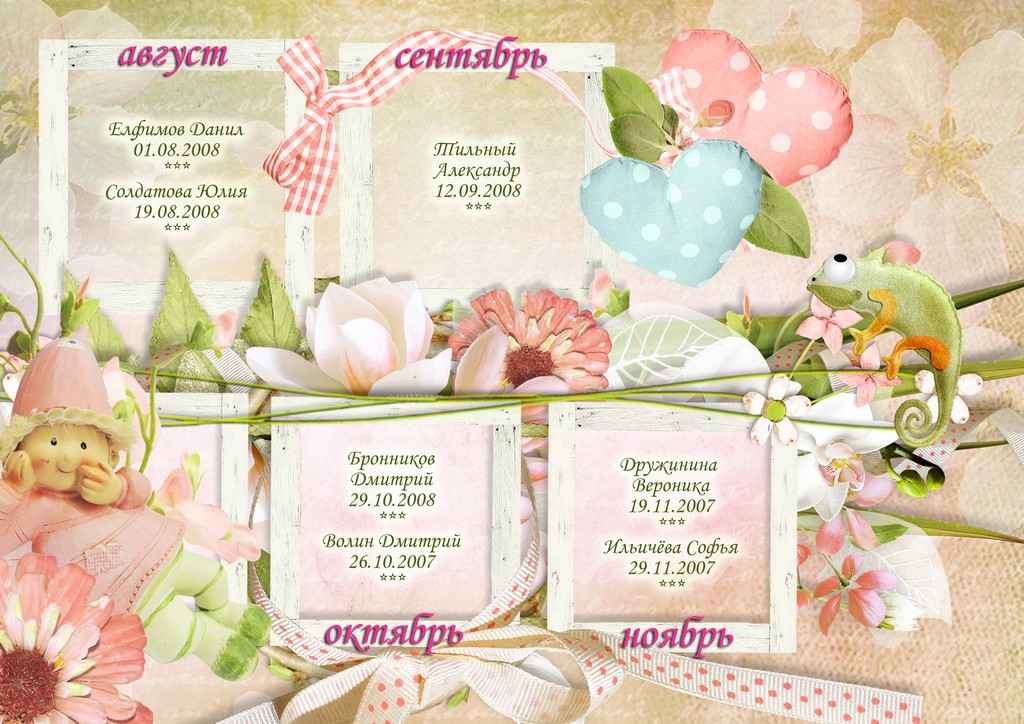 август
Елфимов Данил
01.08.2008
***
Солдатова Юлия
19.08.2008
***
сентябрь
Тильный
Александр
12.09.2008
***
Бронников
Дмитрий
29.10.2008
***
Волин Дмитрий
26.10.2007
***
октябрь
Дружинина
Вероника
19.11.2007
***
Ильичёва Софья
29.11.2007
***
ноябрь